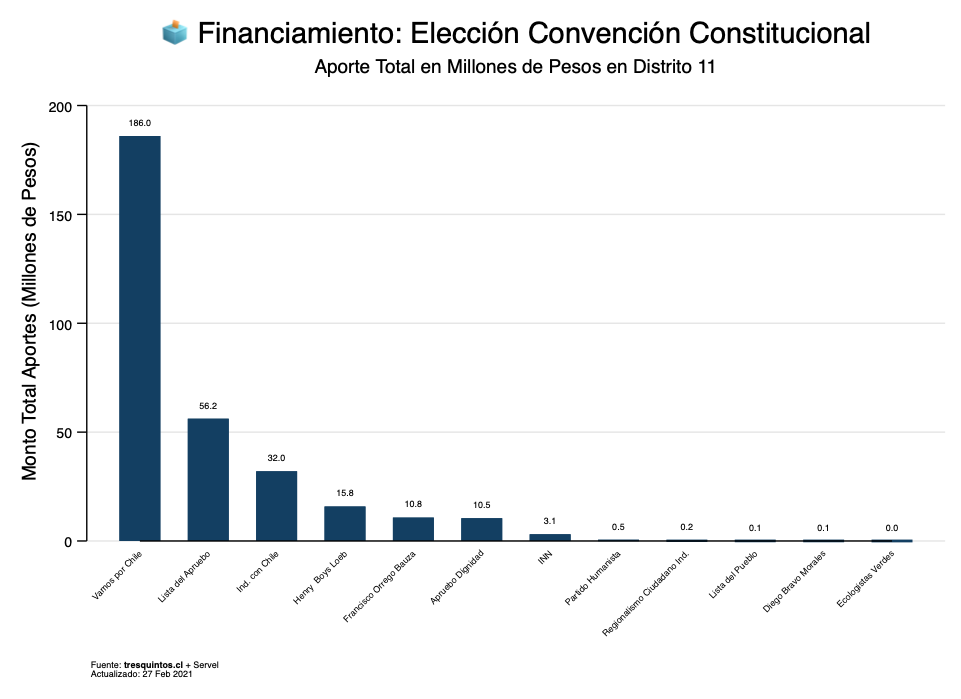 Financiamiento: Elección Convención Constitucional
Aporte Total en Millones de Pesos en Distrito 11
Monto Total Aportes (Millones de Pesos)
200
150
100
50
0
186.0
56.2
32.0
15.8
10.8
10.5
3.1
0.5
0.2
0.1
0.1
0.0
Vamos por Chile
Lista del Apruebo
Ind. con Chile
Henry Boys Loeb
Francisco Orrego Bauza
Apruebo Dignidad
INN
Partido Humanista
Regionalismo Ciudadano Ind.
Lista del Pueblo
Diego Bravo Morales
Ecologistas Verdes
Fuente: tresquintos.cl + Servel
Actualizado: 27 Feb 2021